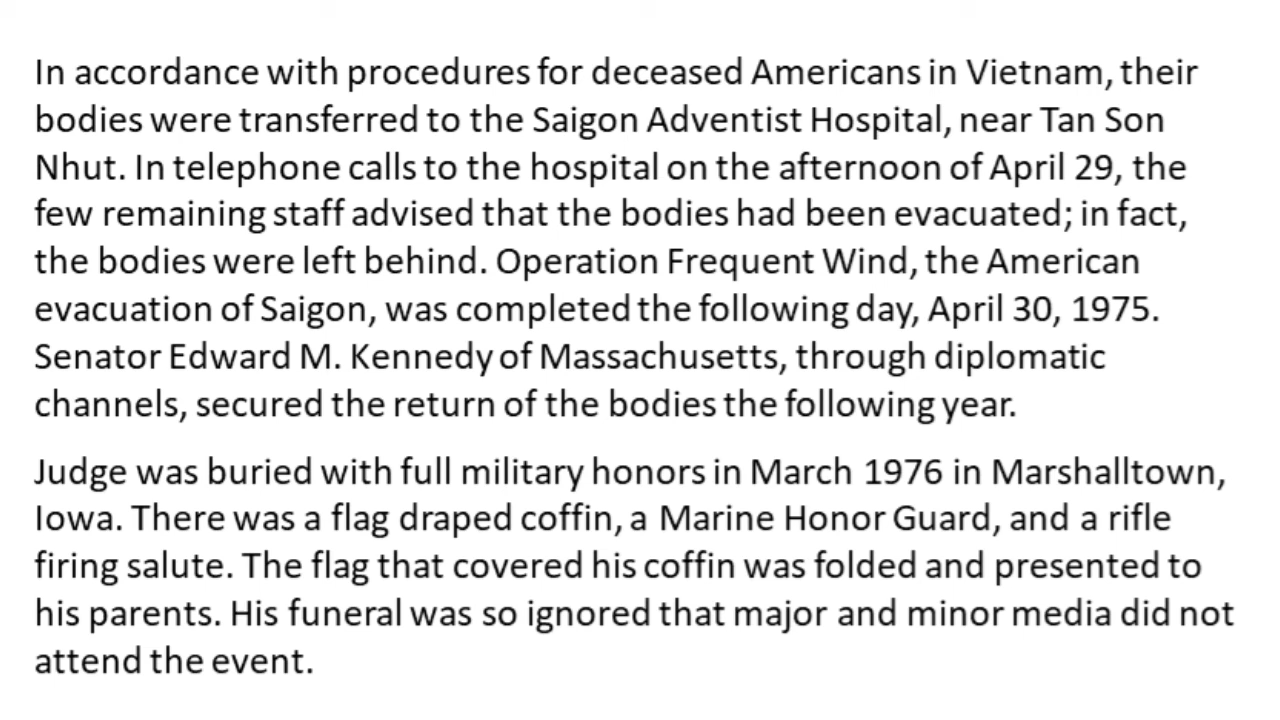 In accordance with procedures for deceased Americans in Vietnam, their
bodies were transferred to the Saigon Adventist Hospital, near Tan Son
Nhut. In telephone calls to the hospital on the afternoon of April 29, the
few remaining staff advised that the bodies had been evacuated; in fact,
the bodies were left behind. Operation Frequent Wind, the American
evacuation of Saigon, was completed the following day, April 30, 1975.
Senator Edward M. Kennedy of Massachusetts, through diplomatic
channels, secured the return of the bodies the following year.
Judge was buried with full military honors in March 1976 in Marshalltown,
Iowa. There was a flag draped coffin, a Marine Honor Guard, and a rifle
firing salute. The flag that covered his coffin was folded and presented to
his parents. His funeral was so ignored that major and minor media did not
attend the event.